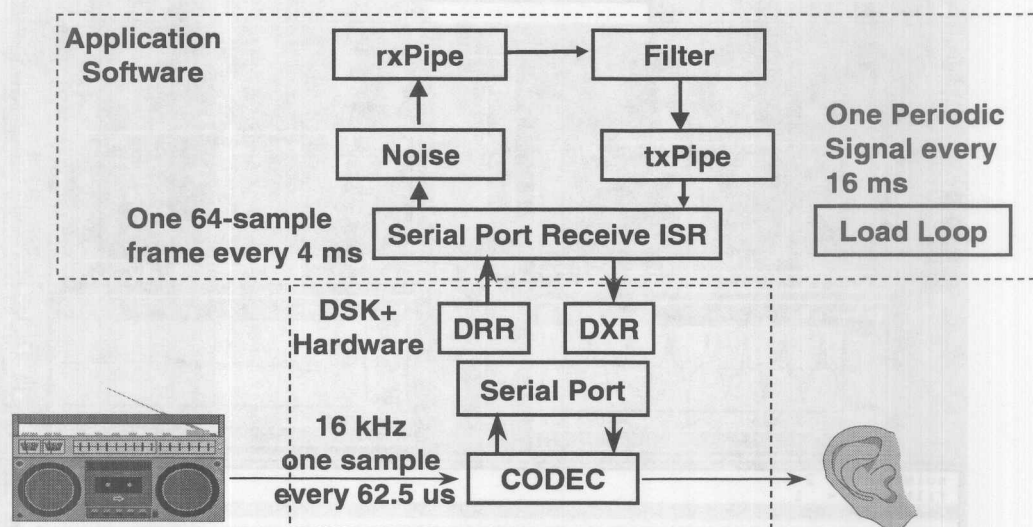 Application
Software
rxPipe
Filter
Noise
txPipe
One Periodic
Signal every
16 ms
One 64-sample
frame every 4 ms
Serial Port Receive ISR
Load Loop
DSK+
Hardware
DRR
DXR
Serial Port
16 kHz
one sample
every 62.5 us
CODEC